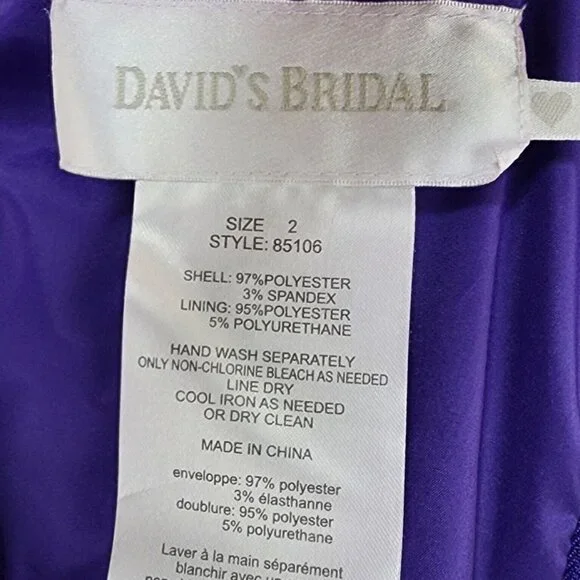 DAVID'S BRIDAL
SIZE 2
STYLE: 85106
SHELL: 97%POLYESTER
3% SPANDEX
LINING: 95%POLYESTER
5% POLYURETHANE
HAND WASH SEPARATELY
ONLY NON-CHLORINE BLEACH AS NEEDED
LINE DRY
COOL IRON AS NEEDED
OR DRY CLEAN
MADE IN CHINA
enveloppe: 97% polyester
3% élasthanne
doublure: 95% polyester
5% polyuréthane
Laver à la main séparément
blanchir avec